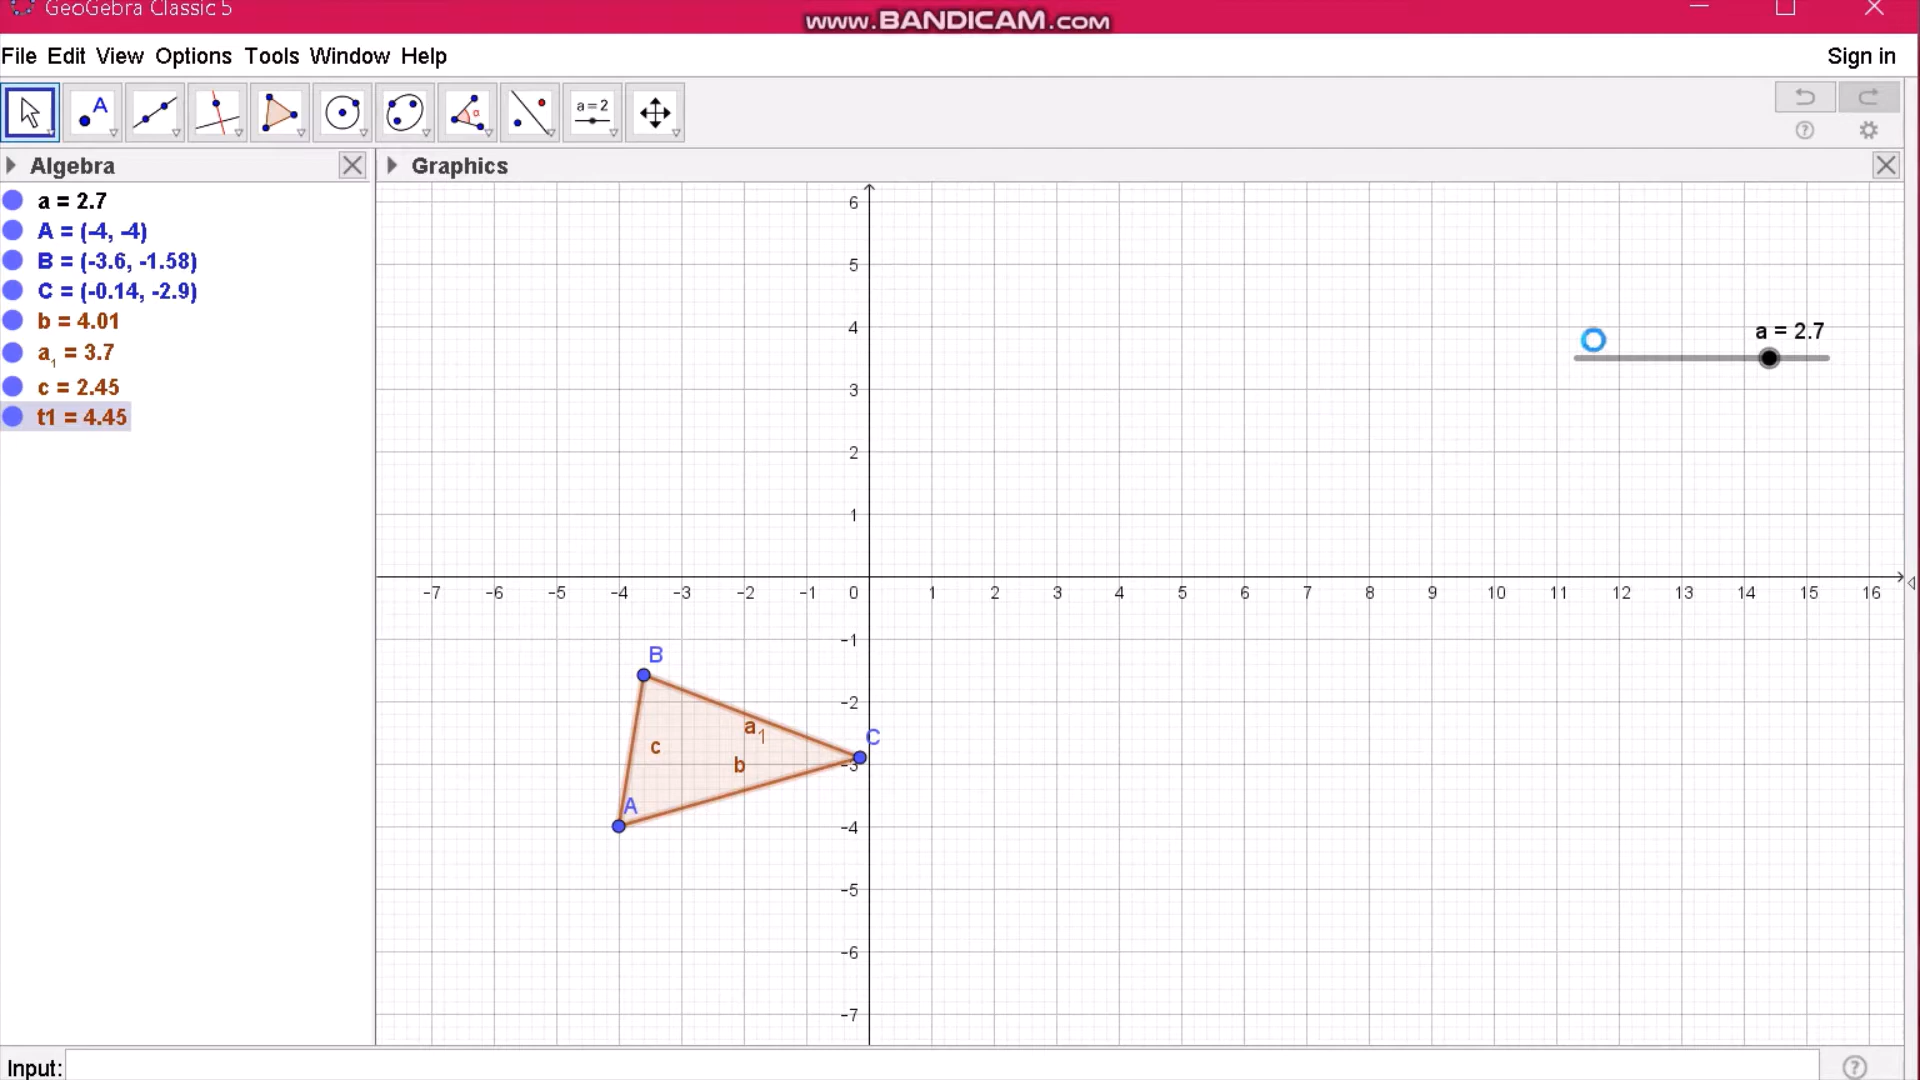 GeoGebra Classic 5
www.BANDICAM.com
File Edit View Options Tools Window Help
Sign in
A
α
a=2
Algebra
Graphics
a = 2.7
A = (-4, -4)
B = (-3.6, -1.58)
C = (-0.14, -2.9)
b = 4.01
a₁ = 3.7
c = 2.45
t1 = 4.45
6
5
4
3
2
1
a = 2.7
-7 -6 -5 -4 -3 -2 -1 0 1 2 3 4 5 6 7 8 9 10 11 12 13 14 15 16
-1
-2
-3
-4
-5
-6
-7
B
a₁
C
c
b
A
Input: